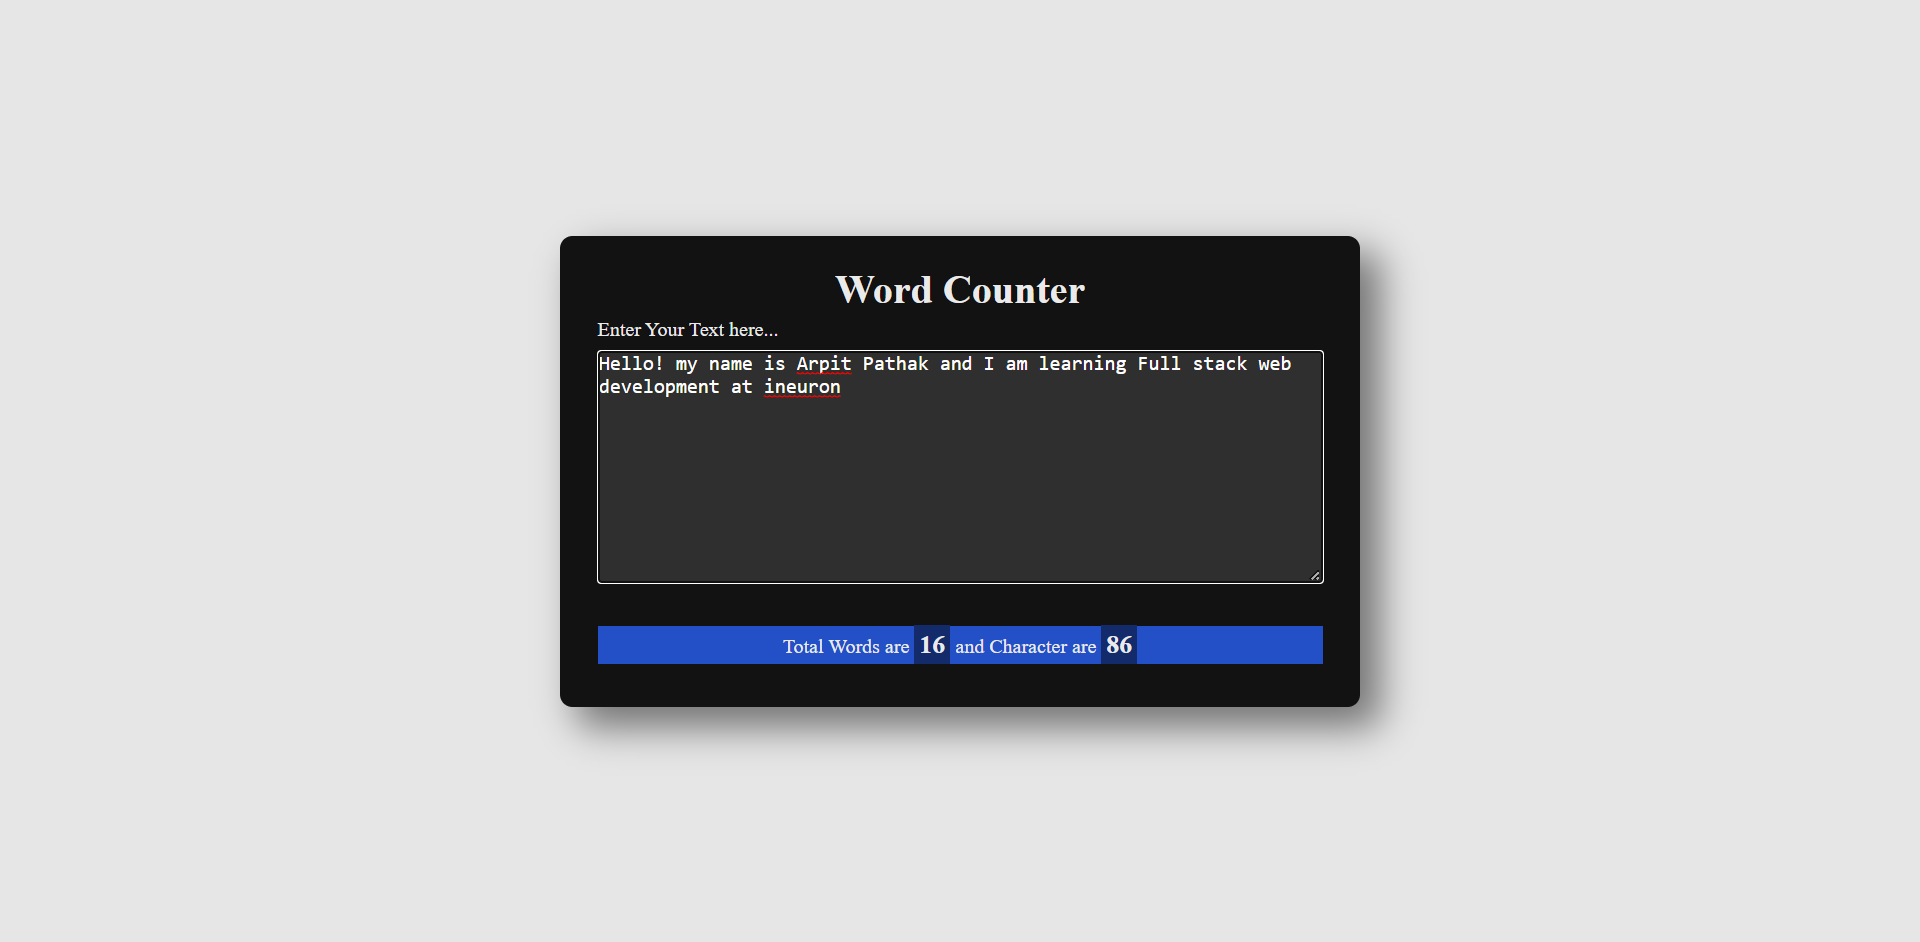 Word Counter
Enter Your Text here...
Hello! my name is Arpit Pathak and I am learning Full stack web
development at ineuron
Total Words are 16 and Character are 86